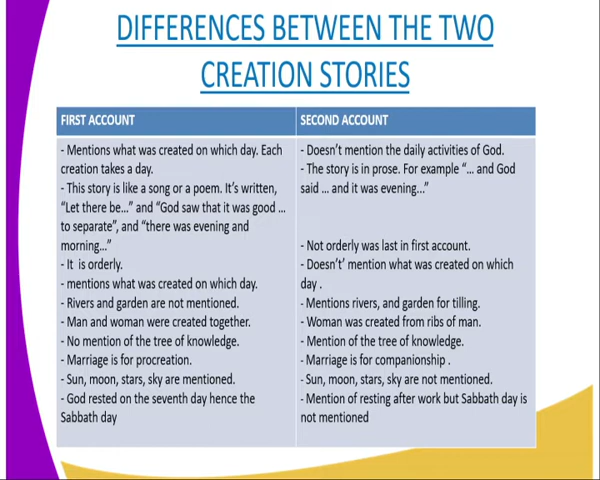 DIFFERENCES BETWEEN THE TWO
CREATION STORIES
FIRST ACCOUNT
- Mentions what was created on which day. Each
creation takes a day.
- This story is like a song or a poem. It's written,
"Let there be…" and "God saw that it was good …
to separate", and "there was evening and
morning…"
- It is orderly.
- mentions what was created on which day.
- Rivers and garden are not mentioned.
- Man and woman were created together.
- No mention of the tree of knowledge.
- Marriage is for procreation.
- Sun, moon, stars, sky are mentioned.
- God rested on the seventh day hence the
Sabbath day
SECOND ACCOUNT
- Doesn't mention the daily activities of God.
- The story is in prose. For example "… and God
said … and it was evening…"
- Not orderly was last in first account.
- Doesn't' mention what was created on which
day .
- Mentions rivers, and garden for tilling.
- Woman was created from ribs of man.
- Mention of the tree of knowledge.
- Marriage is for companionship .
- Sun, moon, stars, sky are not mentioned.
- Mention of resting after work but Sabbath day is
not mentioned